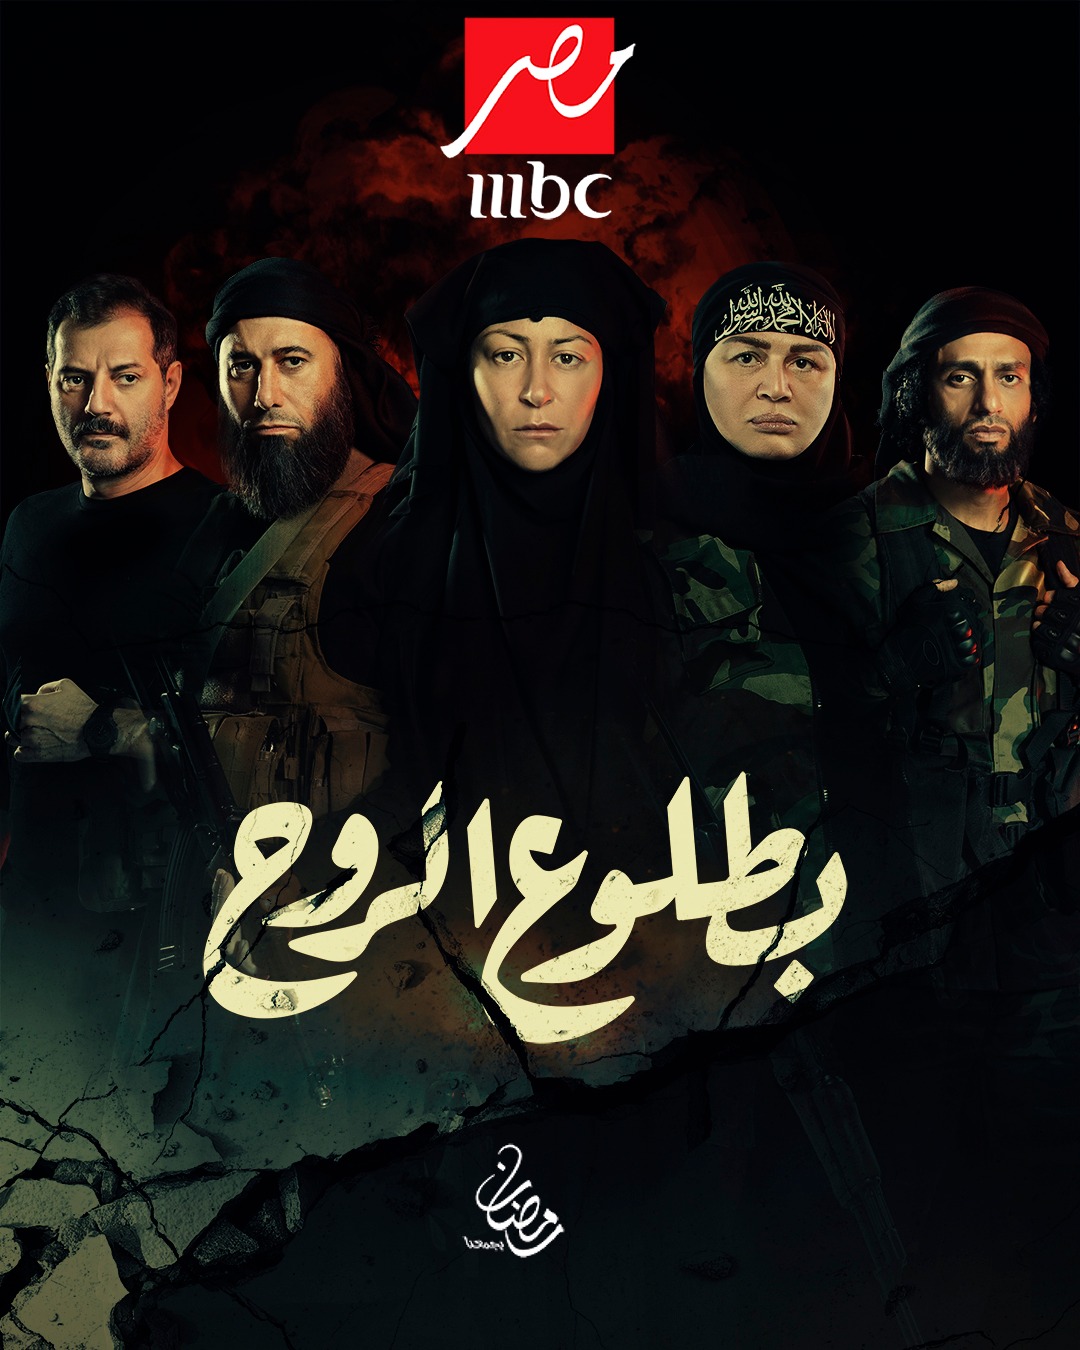 مصر
mbc
لا إله إلا الله
محمد رسول الله
بطلوع الروح
رمضان
يجمعنا